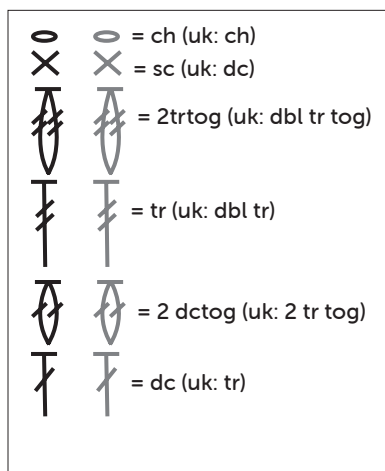 = ch (uk: ch)
= sc (uk: dc)
= 2trtog (uk: dbl tr tog)
= tr (uk: dbl tr)
= 2 dctog (uk: 2 tr tog)
= dc (uk: tr)